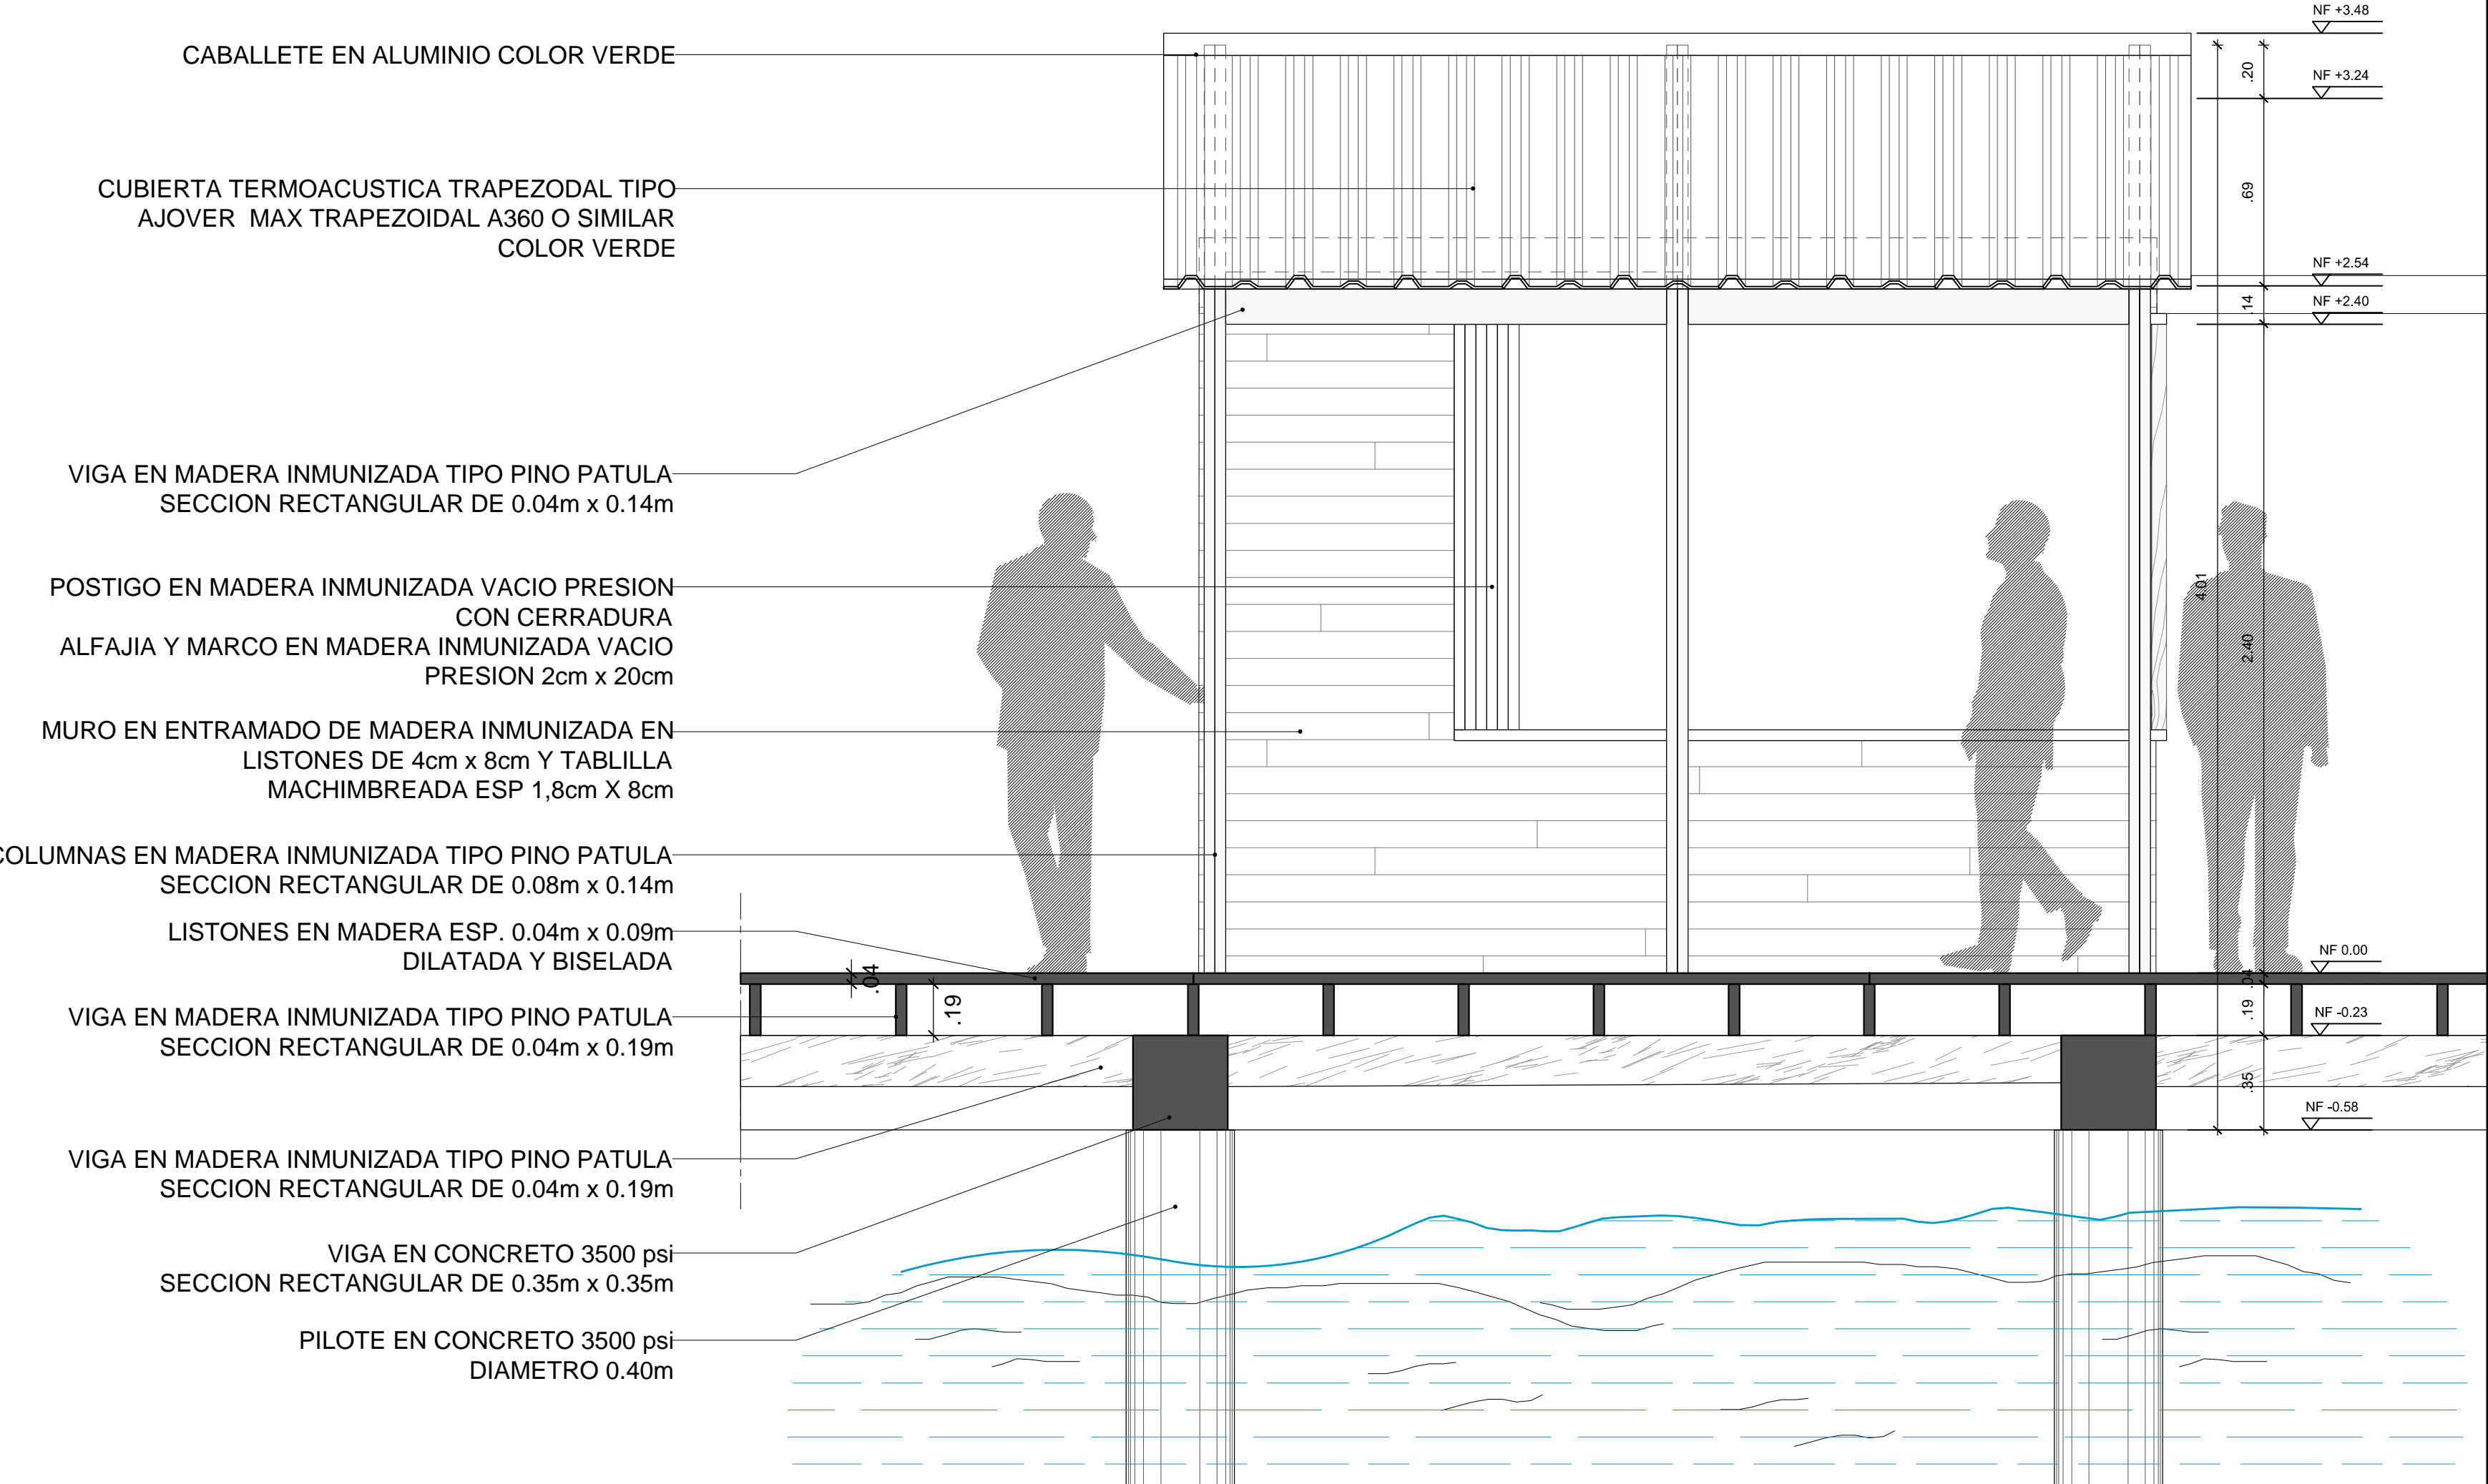 CABALLETE EN ALUMINIO COLOR VERDE
CUBIERTA TERMOACUSTICA TRAPEZODAL TIPO
AJOVER  MAX TRAPEZOIDAL A360 O SIMILAR
COLOR VERDE
VIGA EN MADERA INMUNIZADA TIPO PINO PATULA
SECCION RECTANGULAR DE 0.04m x 0.14m
POSTIGO EN MADERA INMUNIZADA VACIO PRESION
CON CERRADURA
ALFAJIA Y MARCO EN MADERA INMUNIZADA VACIO
PRESION 2cm x 20cm
MURO EN ENTRAMADO DE MADERA INMUNIZADA EN
LISTONES DE 4cm x 8cm Y TABLILLA
MACHIMBREADA ESP 1,8cm X 8cm
COLUMNAS EN MADERA INMUNIZADA TIPO PINO PATULA
SECCION RECTANGULAR DE 0.08m x 0.14m
LISTONES EN MADERA ESP. 0.04m x 0.09m
DILATADA Y BISELADA
VIGA EN MADERA INMUNIZADA TIPO PINO PATULA
SECCION RECTANGULAR DE 0.04m x 0.19m
VIGA EN MADERA INMUNIZADA TIPO PINO PATULA
SECCION RECTANGULAR DE 0.04m x 0.19m
VIGA EN CONCRETO 3500 psi
SECCION RECTANGULAR DE 0.35m x 0.35m
PILOTE EN CONCRETO 3500 psi
DIAMETRO 0.40m
.04
.19
4.01
.20
.69
.14
2.40
.04
.19
.35
NF +3.48
NF +3.24
NF +2.54
NF +2.40
NF 0.00
NF -0.23
NF -0.58